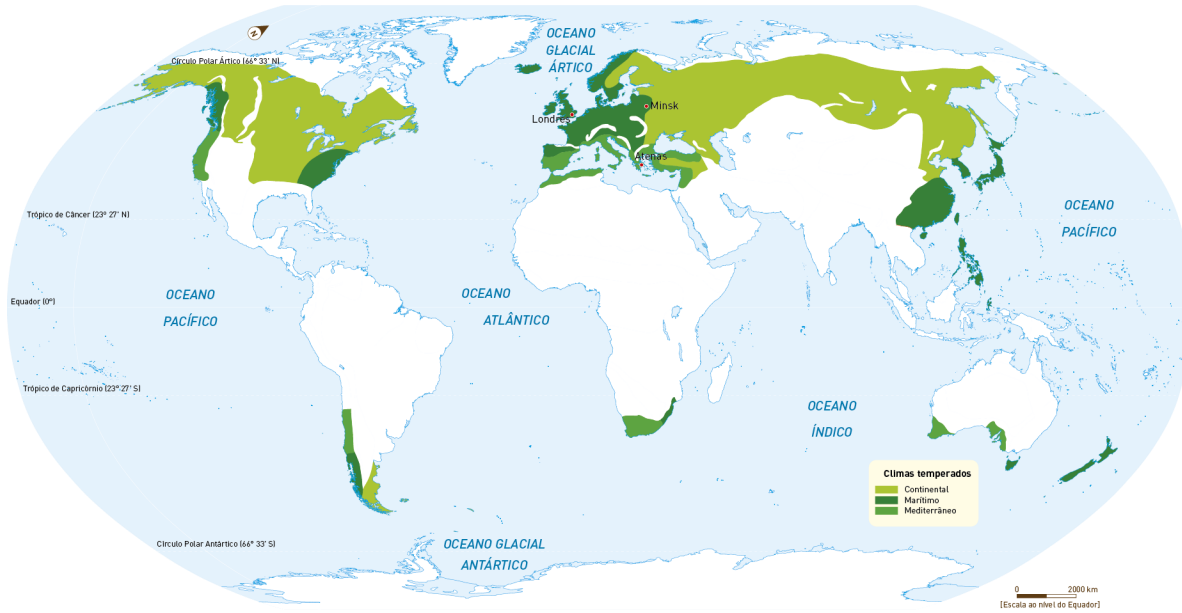 OCEANO
GLACIAL
ÁRTICO
N
Círculo Polar Ártico (66° 33' N)
Minsk
Londres
Atenas
Trópico de Câncer (23° 27' N)
OCEANO
PACÍFICO
Equador (0°)
OCEANO
PACÍFICO
OCEANO
ATLÂNTICO
Trópico de Capricórnio (23° 27' S)
OCEANO
ÍNDICO
Climas temperados
Continental
Marítimo
Mediterrâneo
Círculo Polar Antártico (66° 33' S)
OCEANO GLACIAL
ANTÁRTICO
0 2000 km
[Escala ao nível do Equador]